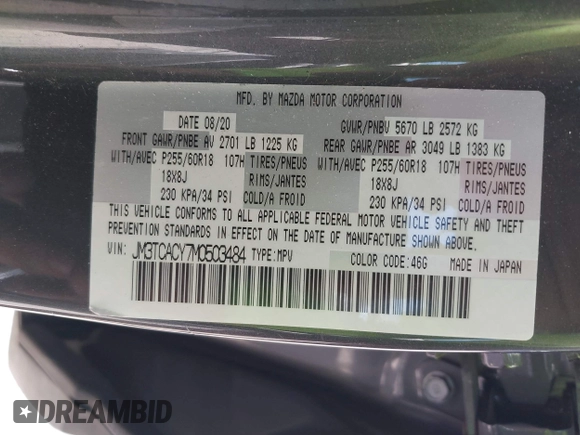 MFD. BY MAZDA MOTOR CORPORATION
DATE 08/20 GVWR/PNBV 5670 LB 2572 KG
FRONT GAWR/PNBE AV 2701 LB 1225 KG REAR GAWR/PNBE AR 3049 LB 1383 KG
WITH/AVEC P255/60R18 107H TIRES/PNEUS WITH/AVEC P255/60R18 107H TIRES/PNEUS
18X8J RIMS/JANTES 18X8J RIMS/JANTES
230 KPA/34 PSI COLD/A FROID 230 KPA/34 PSI COLD/A FROID
THIS VEHICLE CONFORMS TO ALL APPLICABLE FEDERAL MOTOR VEHICLE SAFETY AND THEFT
PREVENTION STANDARDS IN EFFECT ON THE DATE OF MANUFACTURE SHOWN ABOVE.
VIN: JM3TCACY7M0503484 TYPE:MPV COLOR CODE:46G MADE IN JAPAN
DREAMBID